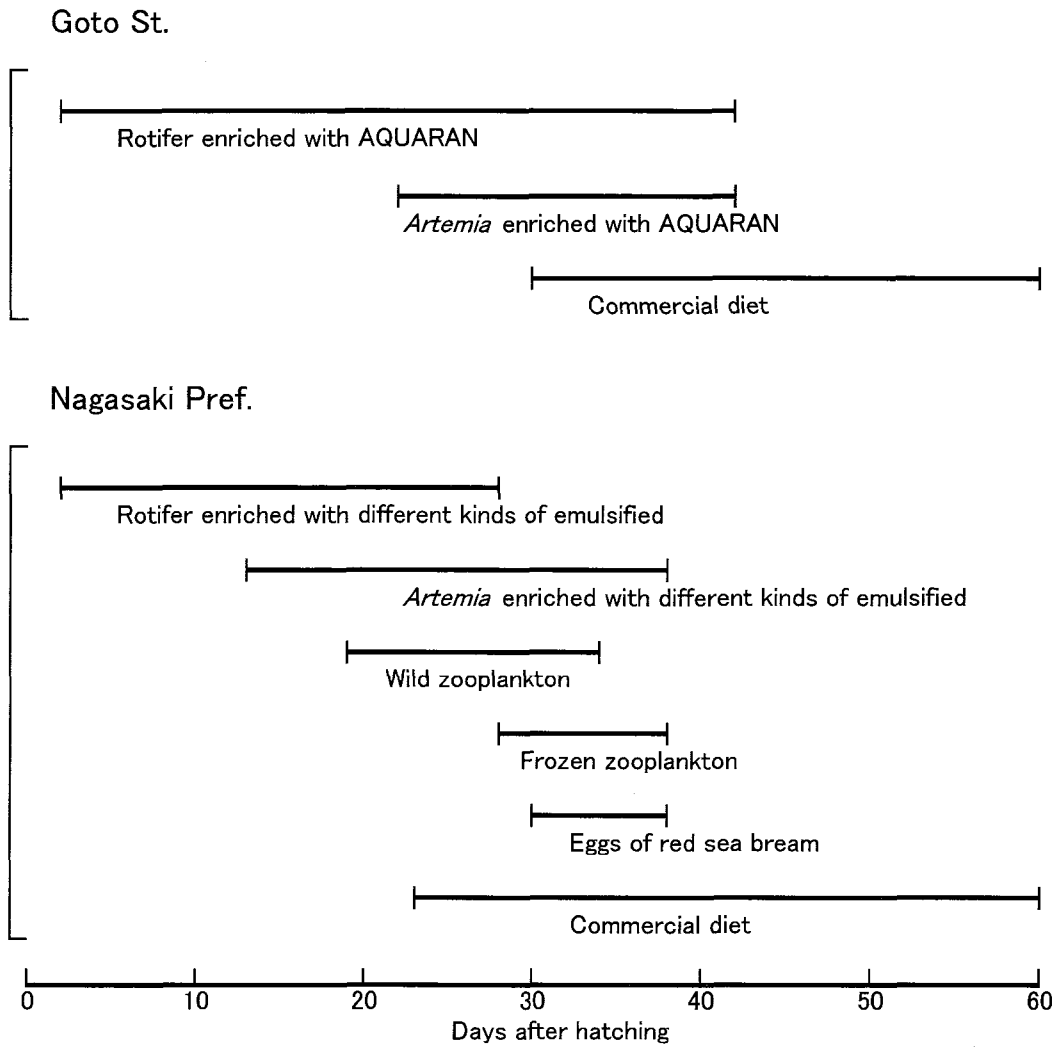 Goto St.
Rotifer enriched with AQUARAN
Artemia enriched with AQUARAN
Commercial diet
Nagasaki Pref.
Rotifer enriched with different kinds of emulsified
Artemia enriched with different kinds of emulsified
Wild zooplankton
Frozen zooplankton
Eggs of red sea bream
Commercial diet
0 10 20 30 40 50 60
Days after hatching